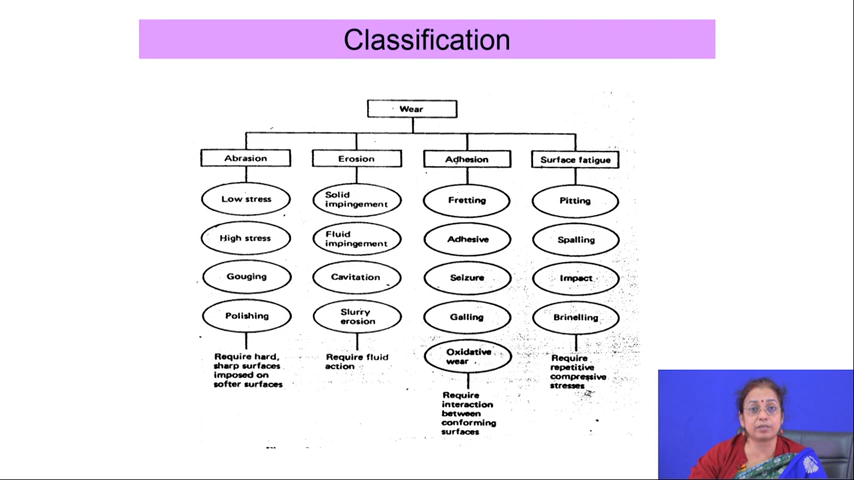 Classification
Wear
Abrasion
Erosion
Adhesion
Surface fatigue
Low stress
Solid
impingement
Fretting
Pitting
High stress
Fluid
impingement
Adhesive
Spalling
Gouging
Cavitation
Seizure
Impact
Polishing
Slurry
erosion
Galling
Brinelling
Oxidative
wear
Require hard,
sharp surfaces
imposed on
softer surfaces
Require fluid
action
Require
interaction
between
conforming
surfaces
Require
repetitive
compressive
stresses